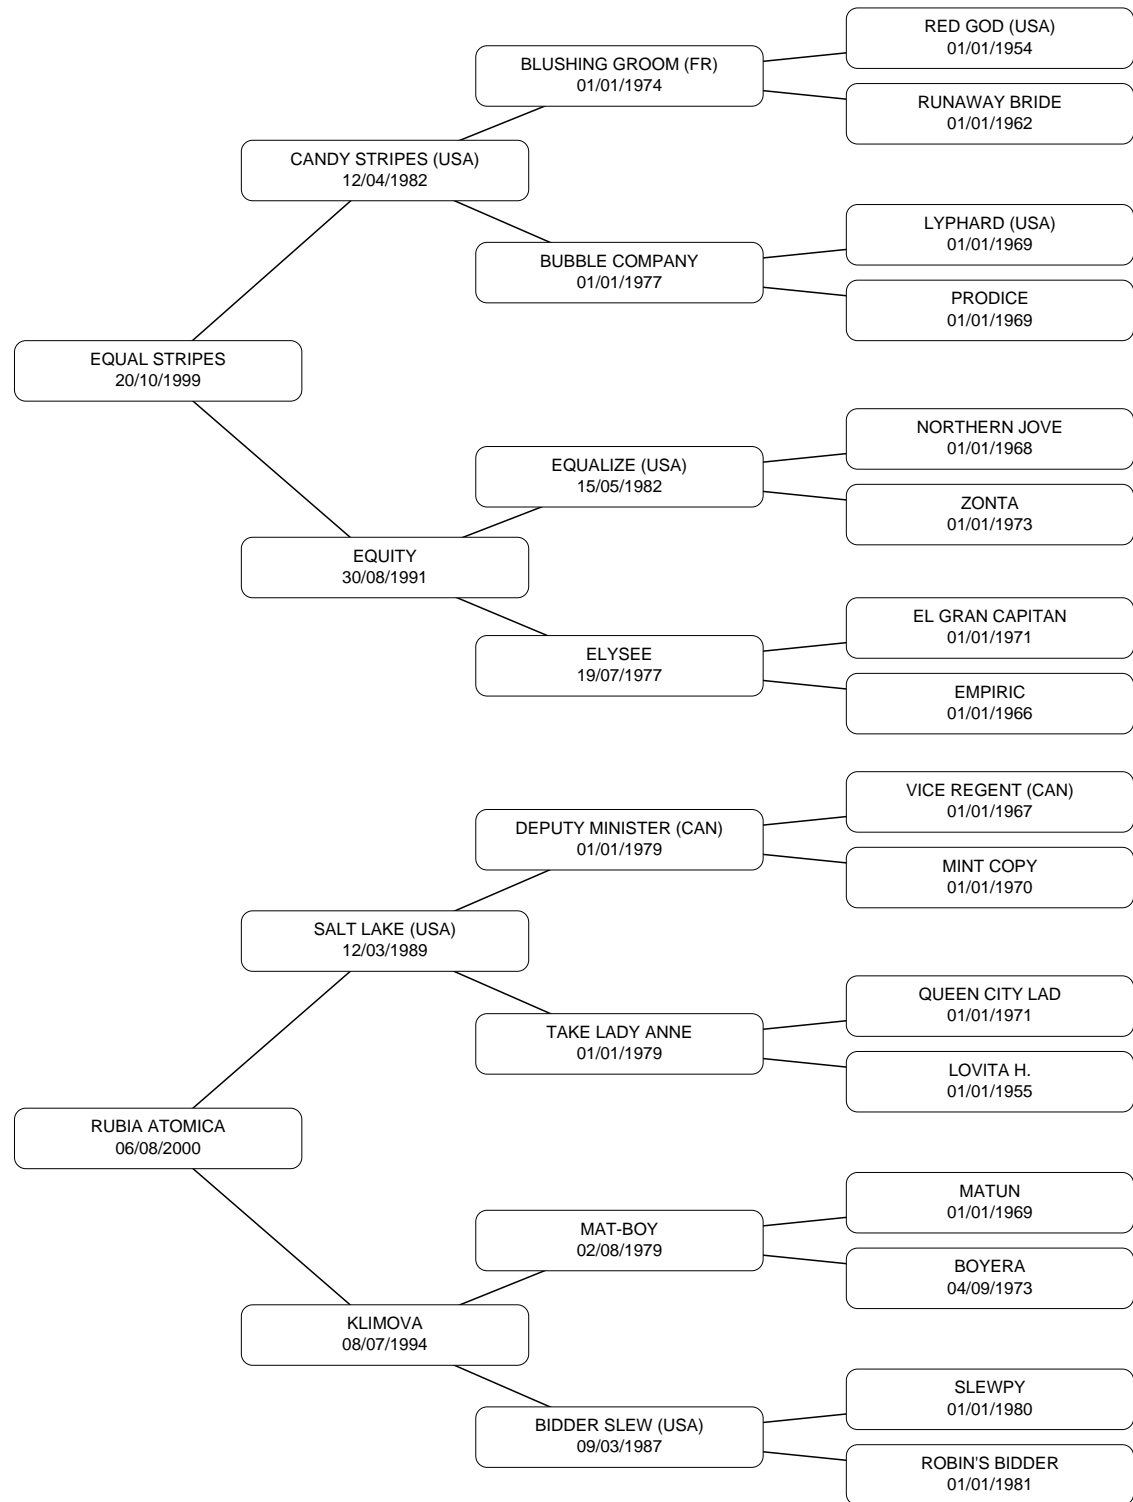 RED GOD (USA)
01/01/1954
BLUSHING GROOM (FR)
01/01/1974
RUNAWAY BRIDE
01/01/1962
CANDY STRIPES (USA)
12/04/1982
LYPHARD (USA)
01/01/1969
BUBBLE COMPANY
01/01/1977
PRODICE
01/01/1969
EQUAL STRIPES
20/10/1999
NORTHERN JOVE
01/01/1968
EQUALIZE (USA)
15/05/1982
ZONTA
01/01/1973
EQUITY
30/08/1991
EL GRAN CAPITAN
01/01/1971
ELYSEE
19/07/1977
EMPIRIC
01/01/1966
VICE REGENT (CAN)
01/01/1967
DEPUTY MINISTER (CAN)
01/01/1979
MINT COPY
01/01/1970
SALT LAKE (USA)
12/03/1989
QUEEN CITY LAD
01/01/1971
TAKE LADY ANNE
01/01/1979
LOVITA H.
01/01/1955
RUBIA ATOMICA
06/08/2000
MATUN
01/01/1969
MAT-BOY
02/08/1979
BOYERA
04/09/1973
KLIMOVA
08/07/1994
SLEWPY
01/01/1980
BIDDER SLEW (USA)
09/03/1987
ROBIN'S BIDDER
01/01/1981